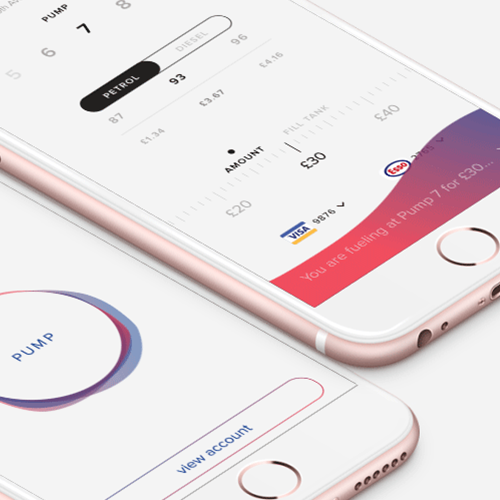 PUMP
5 6 7 8
PETROL DIESEL
87 93 96
£1.34 £3.67 £4.16
AMOUNT FILL TANK
£20 £30 £40
VISA 9876
Esso
You are fueling at Pump 7 for £30...
PUMP
view account